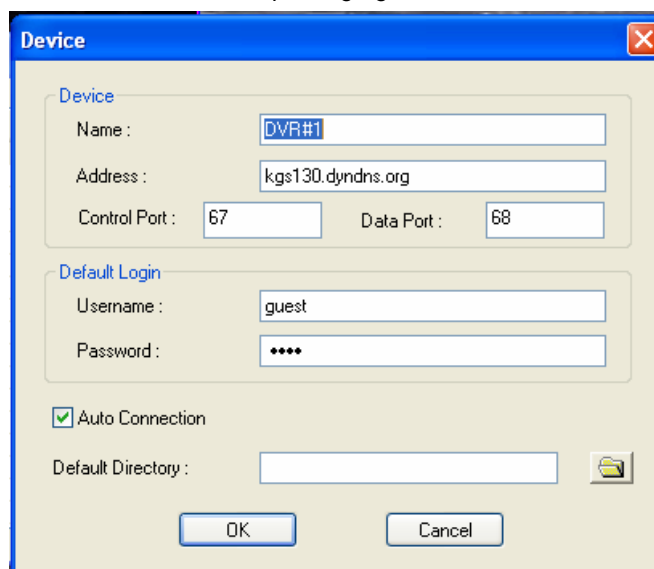 Device
Device
Name :
DVR#1
Address :
kgs130.dyndns.org
Control Port : 67 Data Port : 68
Default Login
Username :
guest
Password :
••••
Auto Connection
Default Directory :
OK Cancel